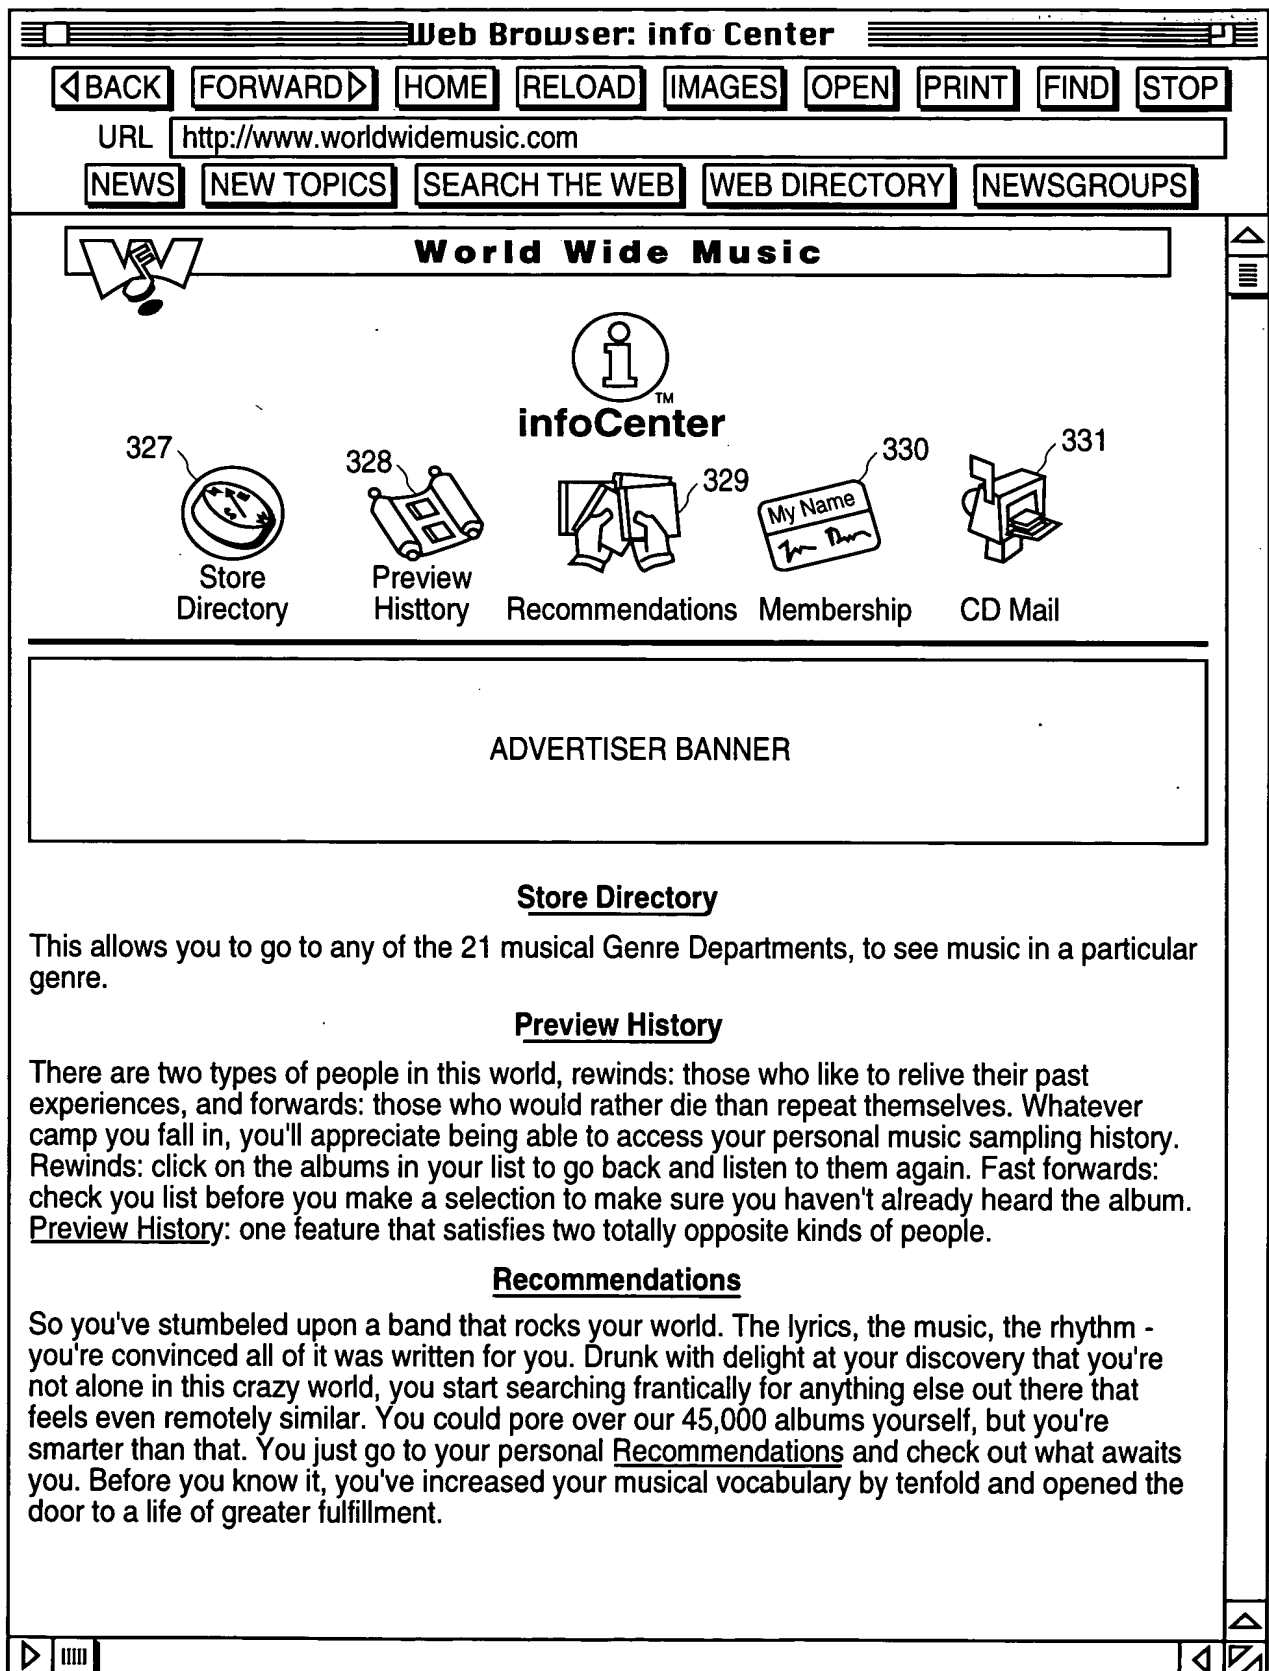 Web Browser: info Center
BACK FORWARD HOME RELOAD IMAGES OPEN PRINT FIND STOP
URL http://www.worldwidemusic.com
NEWS NEW TOPICS SEARCH THE WEB WEB DIRECTORY NEWSGROUPS
World Wide Music
i
TM
infoCenter
327 328 329 330 331
My Name
Store Directory
Preview Histtory
Recommendations
Membership
CD Mail
ADVERTISER BANNER
Store Directory
This allows you to go to any of the 21 musical Genre Departments, to see music in a particular
genre.
Preview History
There are two types of people in this world, rewinds: those who like to relive their past
experiences, and forwards: those who would rather die than repeat themselves. Whatever
camp you fall in, you'll appreciate being able to access your personal music sampling history.
Rewinds: click on the albums in your list to go back and listen to them again. Fast forwards:
check you list before you make a selection to make sure you haven't already heard the album.
Preview History: one feature that satisfies two totally opposite kinds of people.
Recommendations
So you've stumbeled upon a band that rocks your world. The lyrics, the music, the rhythm -
you're convinced all of it was written for you. Drunk with delight at your discovery that you're
not alone in this crazy world, you start searching frantically for anything else out there that
feels even remotely similar. You could pore over our 45,000 albums yourself, but you're
smarter than that. You just go to your personal Recommendations and check out what awaits
you. Before you know it, you've increased your musical vocabulary by tenfold and opened the
door to a life of greater fulfillment.